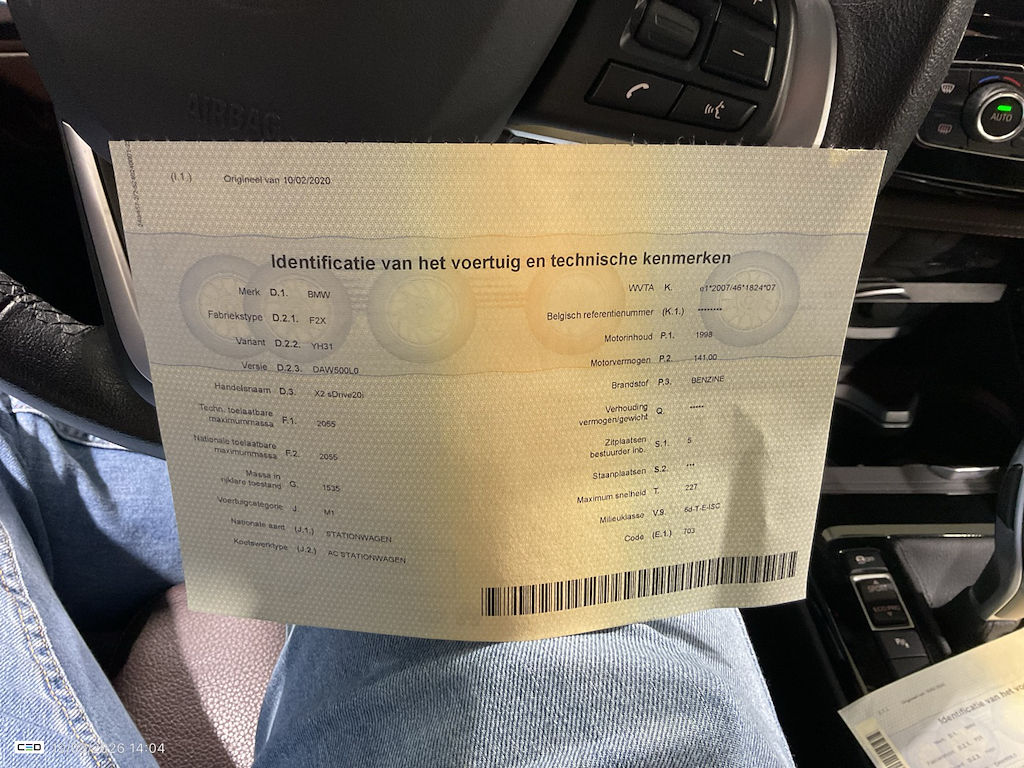 AIRBAG
AUTO
(I.1.) Origineel van 10/02/2020
Identificatie van het voertuig en technische kenmerken
Merk D.1. BMW
Fabriekstype D.2.1. F2X
Variant D.2.2. YH31
Versie D.2.3. DAW500L0
Handelsnaam D.3. X2 sDrive20i
Techn. toelaatbare
maximummassa F.1. 2055
Nationale toelaatbare
maximummassa F.2. 2055
Massa in
rijklare toestand G. 1535
Voertuigcategorie J. M1
Nationale aard (J.1.) STATIONWAGEN
Koetswerktype (J.2.) AC STATIONWAGEN
WVTA K. e1*2007/46*1824*07
Belgisch referentienummer (K.1.) ********
Motorinhoud P.1. 1998
Motorvermogen P.2. 141,00
Brandstof P.3. BENZINE
Verhouding
vermogen/gewicht Q. *****
Zitplaatsen
bestuurder inb. S.1. 5
Staanplaatsen S.2. ***
Maximum snelheid T. 227
Milieuklasse V.9. 6d-T-E-ISC
Code (E.1.) 703
SPORT
ECO PRO
Identificatie van het vo
2026 14:04